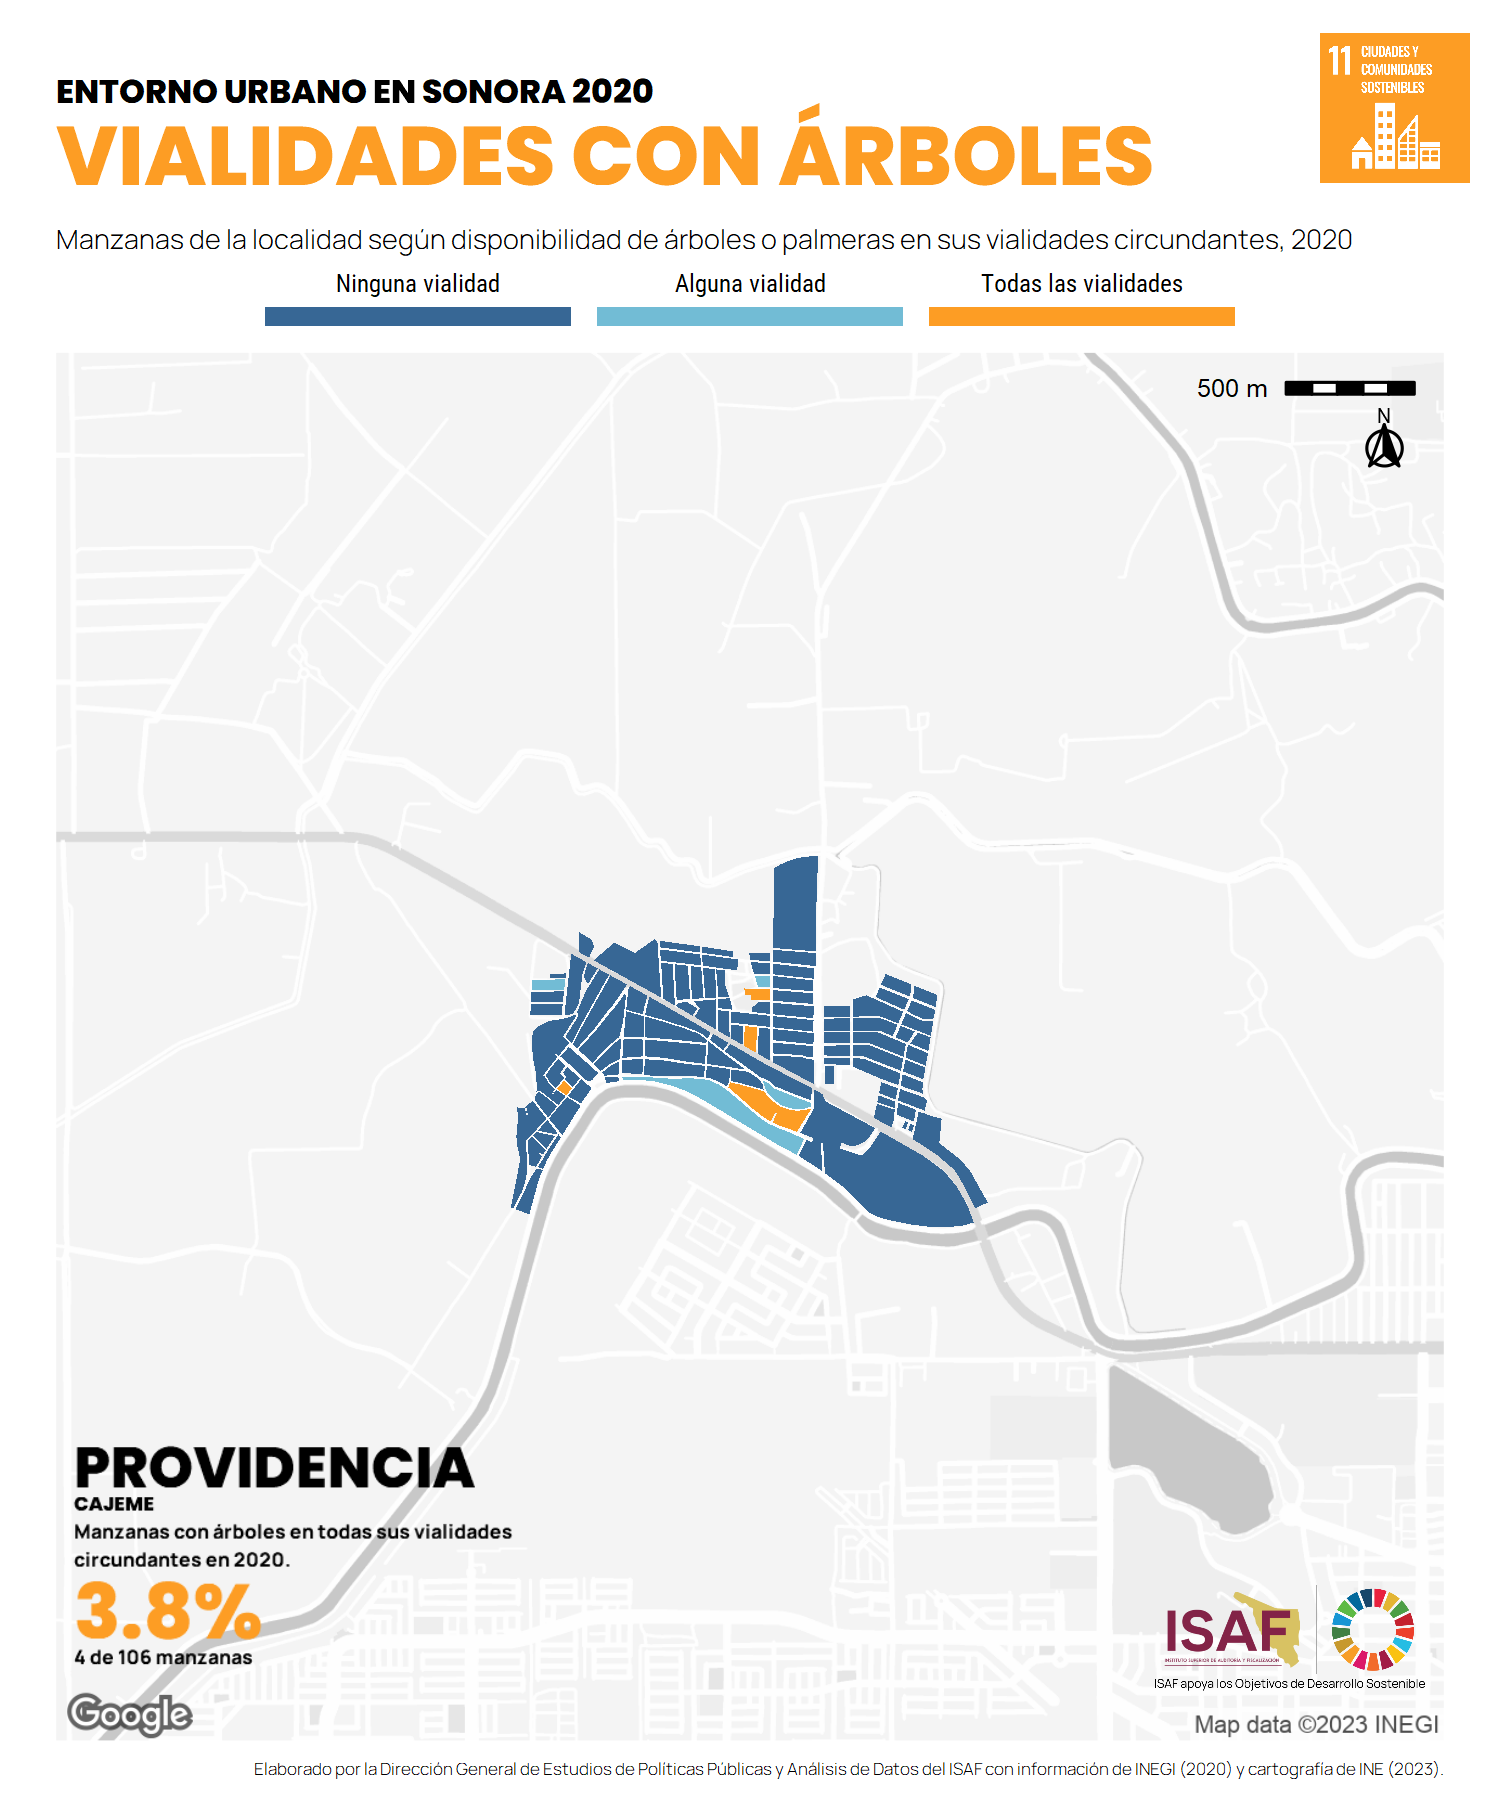 ENTORNO URBANO EN SONORA 2020
VIALIDADES CON ÁRBOLES
11 CIUDADES Y
COMUNIDADES
SOSTENIBLES
Manzanas de la localidad según disponibilidad de árboles o palmeras en sus vialidades circundantes, 2020
Ninguna vialidad
Alguna vialidad
Todas las vialidades
500 m
N
PROVIDENCIA
CAJEME
Manzanas con árboles en todas sus vialidades
circundantes en 2020.
3.8%
4 de 106 manzanas
ISAF
INSTITUTO SUPERIOR DE AUDITORÍA Y FISCALIZACIÓN
ISAF apoya los Objetivos de Desarrollo Sostenible
Google
Map data ©2023 INEGI
Elaborado por la Dirección General de Estudios de Políticas Públicas y Análisis de Datos del ISAF con información de INEGI (2020) y cartografía de INE (2023).